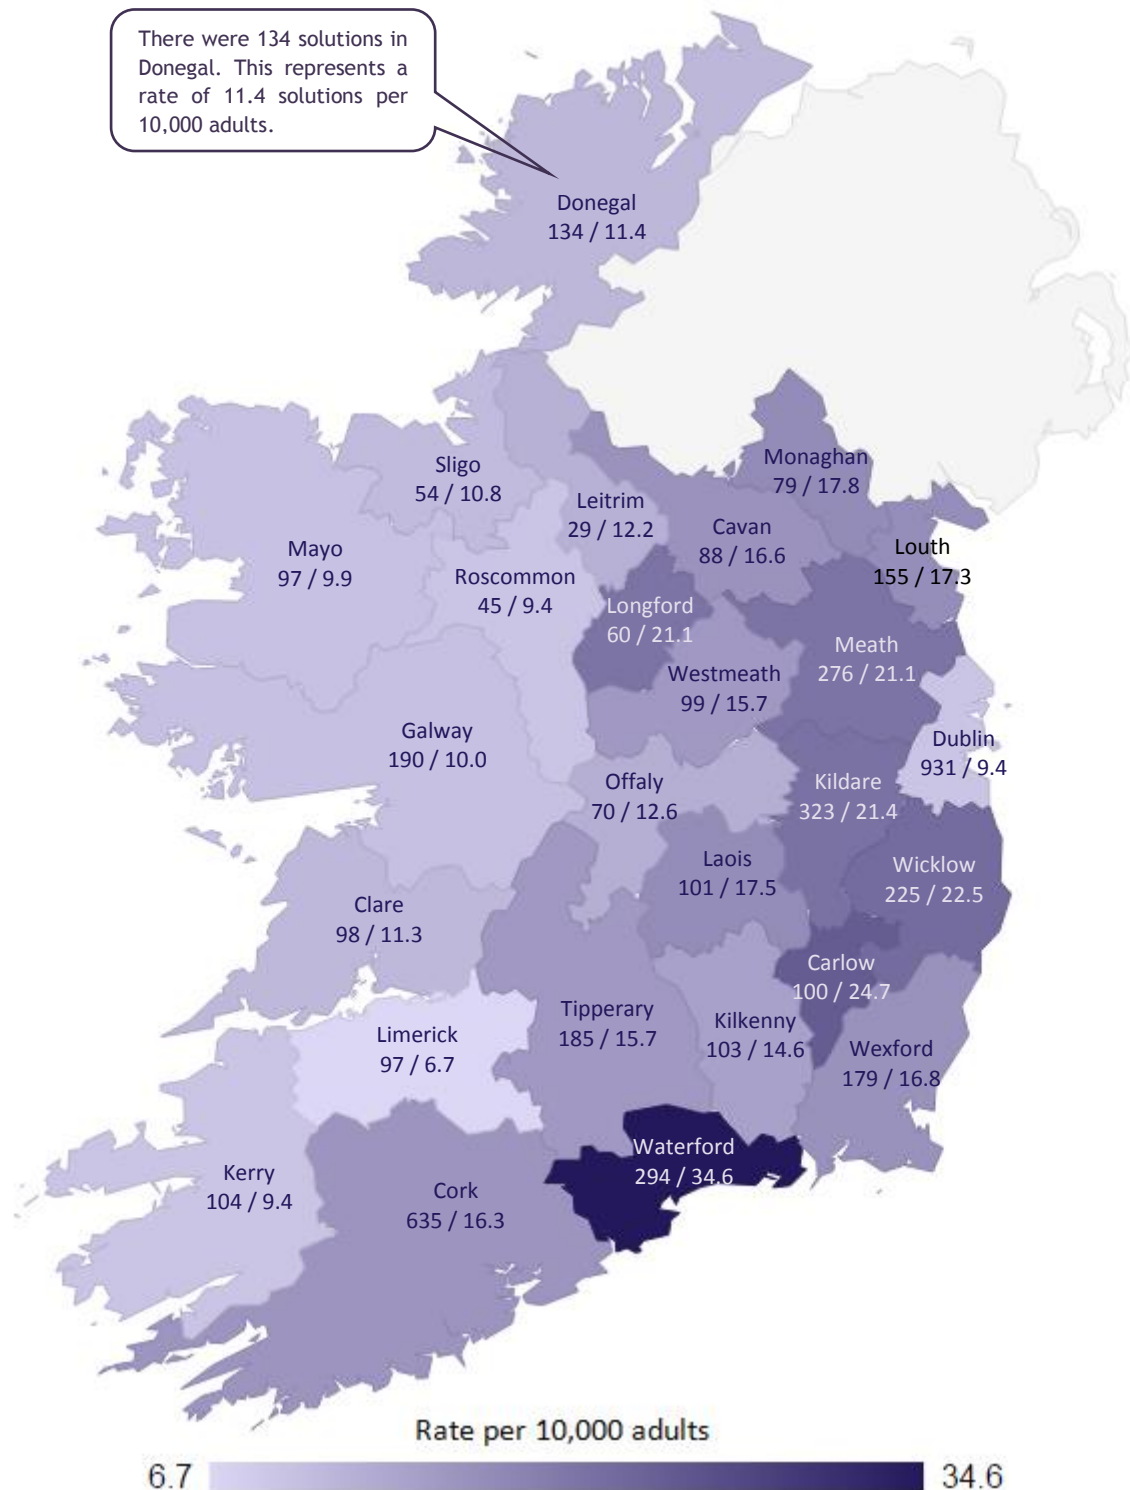 There were 134 solutions in
Donegal. This represents a
rate of 11.4 solutions per
10,000 adults.
Donegal
134 / 11.4
Monaghan
79 / 17.8
Sligo
54 / 10.8
Leitrim
29 / 12.2
Cavan
88 / 16.6
Louth
155 / 17.3
Mayo
97 / 9.9
Roscommon
45 / 9.4
Longford
60 / 21.1
Meath
276 / 21.1
Westmeath
99 / 15.7
Galway
190 / 10.0
Dublin
931 / 9.4
Offaly
70 / 12.6
Kildare
323 / 21.4
Laois
101 / 17.5
Wicklow
225 / 22.5
Clare
98 / 11.3
Carlow
100 / 24.7
Tipperary
185 / 15.7
Kilkenny
103 / 14.6
Limerick
97 / 6.7
Wexford
179 / 16.8
Waterford
294 / 34.6
Kerry
104 / 9.4
Cork
635 / 16.3
Rate per 10,000 adults
6.7
34.6